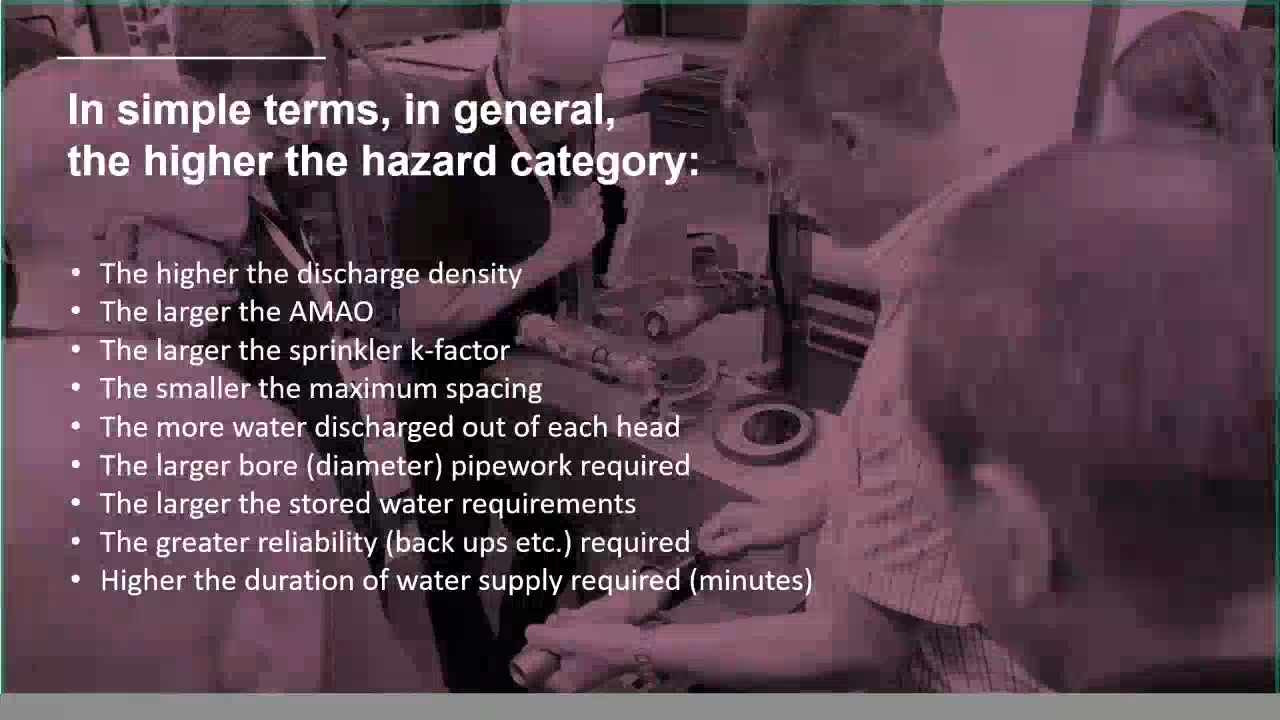 In simple terms, in general,
the higher the hazard category:
• The higher the discharge density
• The larger the AMAO
• The larger the sprinkler k-factor
• The smaller the maximum spacing
• The more water discharged out of each head
• The larger bore (diameter) pipework required
• The larger the stored water requirements
• The greater reliability (back ups etc.) required
• Higher the duration of water supply required (minutes)